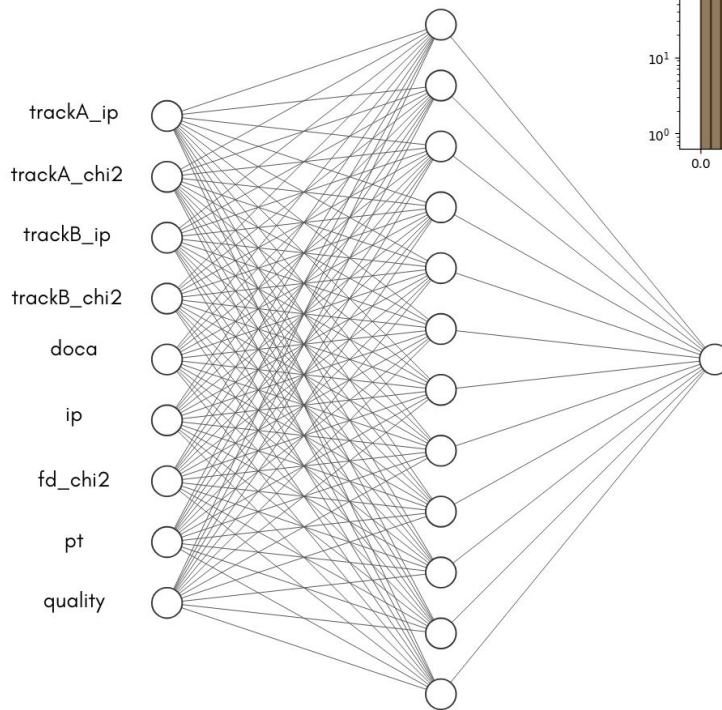 10¹
10⁰
0.0
trackA_ip
trackA_chi2
trackB_ip
trackB_chi2
doca
ip
fd_chi2
pt
quality